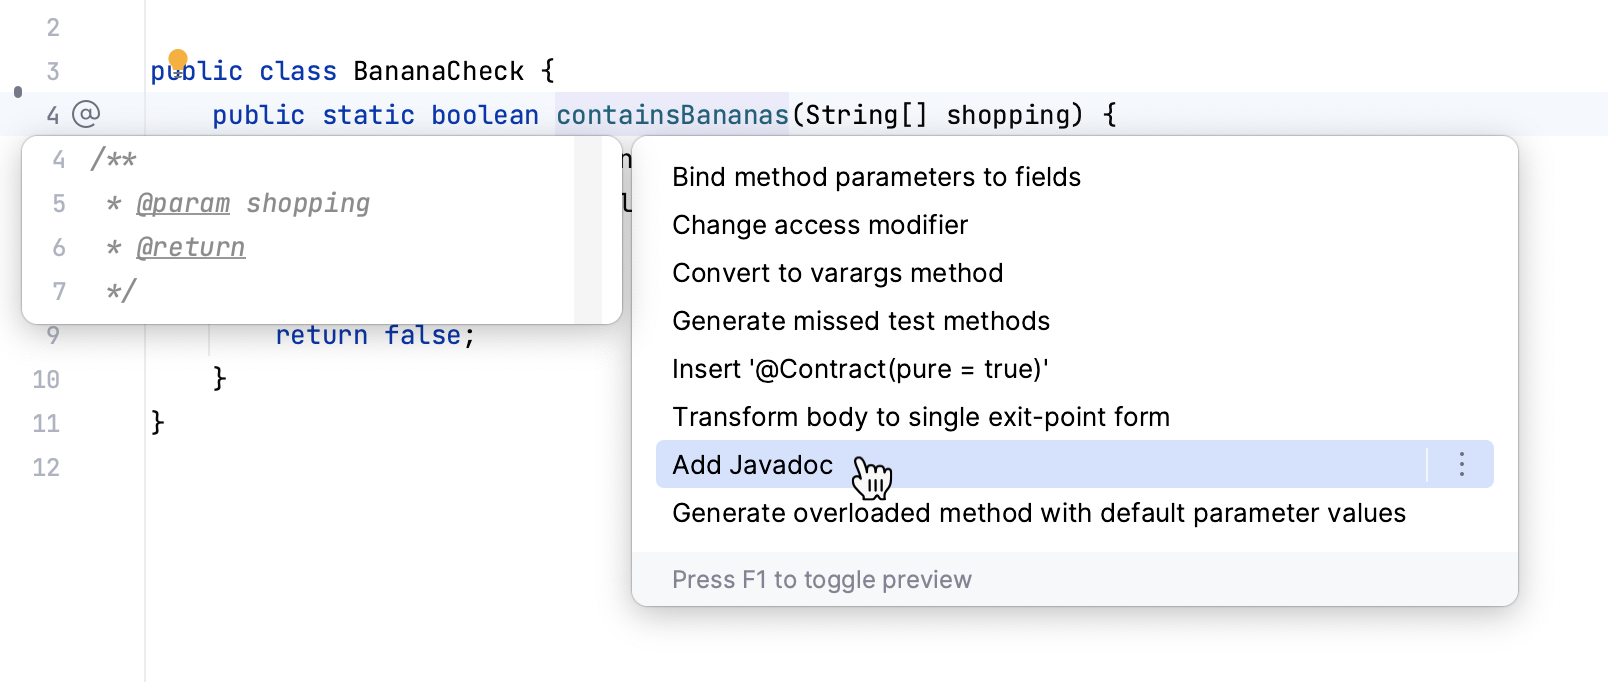 2
3 public class BananaCheck {
4 @ public static boolean containsBananas(String[] shopping) {
4 /**
5 * @param shopping
6 * @return
7 */
9 return false;
10 }
11 }
12
Bind method parameters to fields
Change access modifier
Convert to varargs method
Generate missed test methods
Insert '@Contract(pure = true)'
Transform body to single exit-point form
Add Javadoc
Generate overloaded method with default parameter values
Press F1 to toggle preview